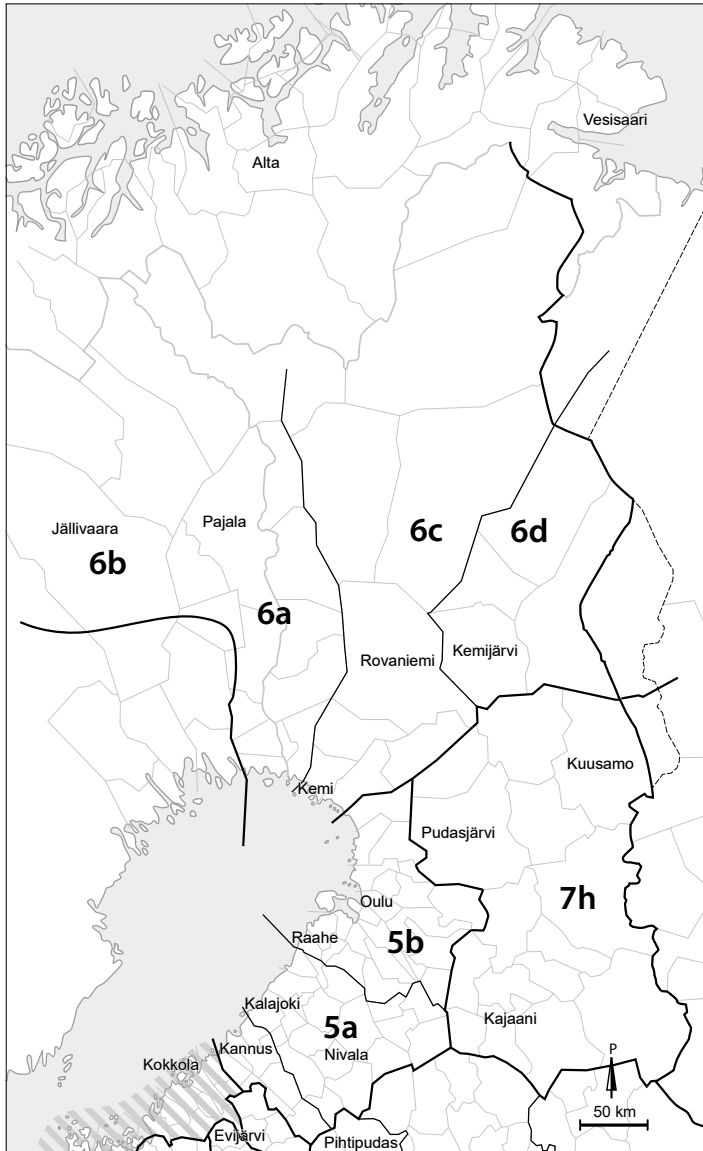 Vesisaari
Alta
Jällivaara
6b
Pajala
6c
6d
6a
Rovaniemi
Kemijärvi
Kemi
Kuusamo
Pudasjärvi
Oulu
7h
Raahe
5b
Kalajoki
5a
Kajaani
Kannus
Nivala
Kokkola
P
50 km
Evijärvi
Pihtipudas